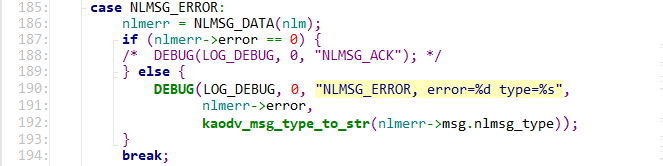 185: case NLMSG_ERROR:
186: nlmerr = NLMSG_DATA(nlm);
187: if (nlmerr->error == 0) {
188: /*  DEBUG(LOG_DEBUG, 0, "NLMSG_ACK"); */
189: } else {
190: DEBUG(LOG_DEBUG, 0, "NLMSG_ERROR, error=%d type=%s",
191: nlmerr->error,
192: kaodv_msg_type_to_str(nlmerr->msg.nlmsg_type));
193: }
194: break;